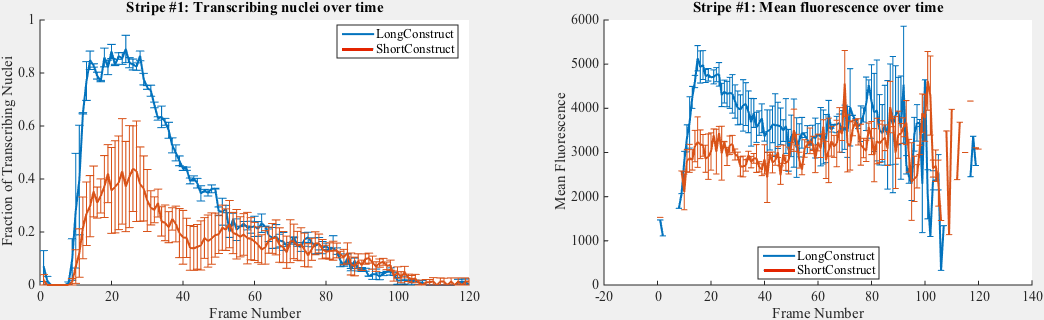 Stripe #1: Transcribing nuclei over time
1
0.8
0.6
0.4
0.2
0
Fraction of Transcribing Nuclei
LongConstruct
ShortConstruct
0 20 40 60 80 100 120
Frame Number
Stripe #1: Mean fluorescence over time
6000
5000
4000
3000
2000
1000
0
Mean Fluorescence
LongConstruct
ShortConstruct
-20 0 20 40 60 80 100 120 140
Frame Number